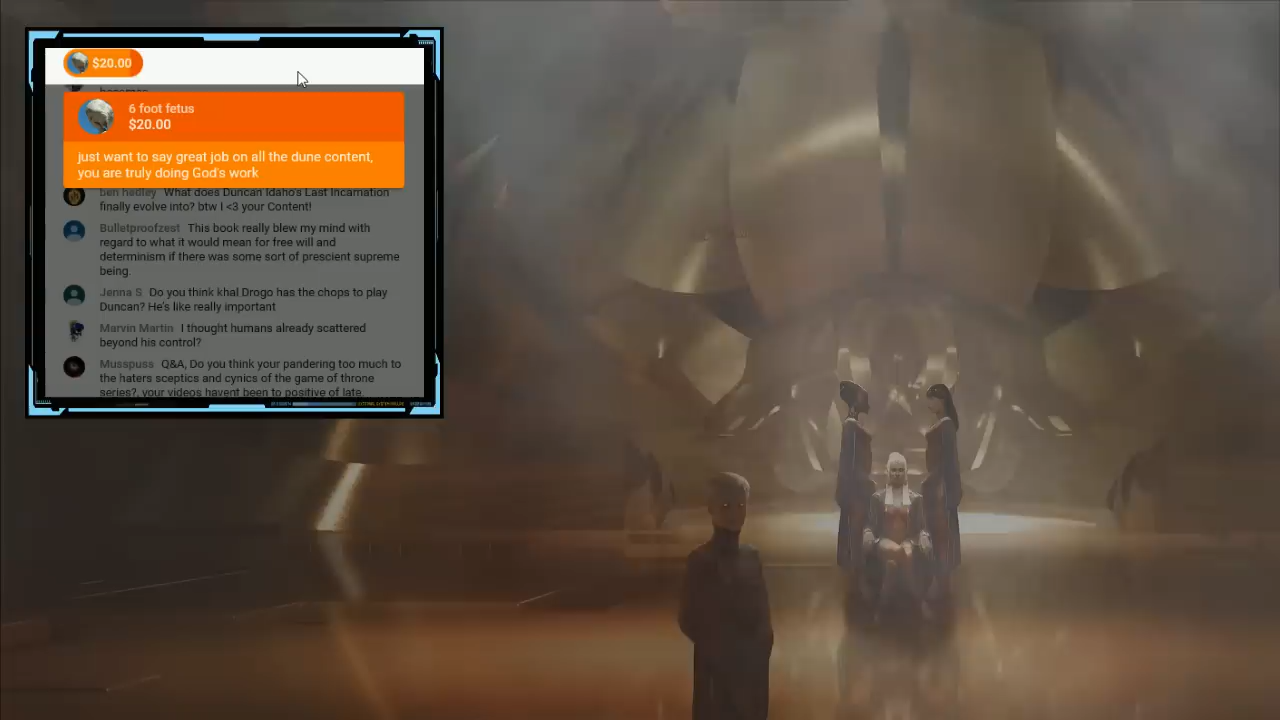 $20.00
6 foot fetus
$20.00
just want to say great job on all the dune content,
you are truly doing God's work
ben hedley What does Duncan Idaho's Last Incarnation
finally evolve into? btw I <3 your Content!
Bulletproofzest This book really blew my mind with
regard to what it would mean for free will and
determinism if there was some sort of prescient supreme
being.
Jenna S Do you think khal Drogo has the chops to play
Duncan? He's like really important
Marvin Martin I thought humans already scattered
beyond his control?
Musspuss Q&A, Do you think your pandering too much to
the haters sceptics and cynics of the game of throne
series?, your videos havent been to positive of late